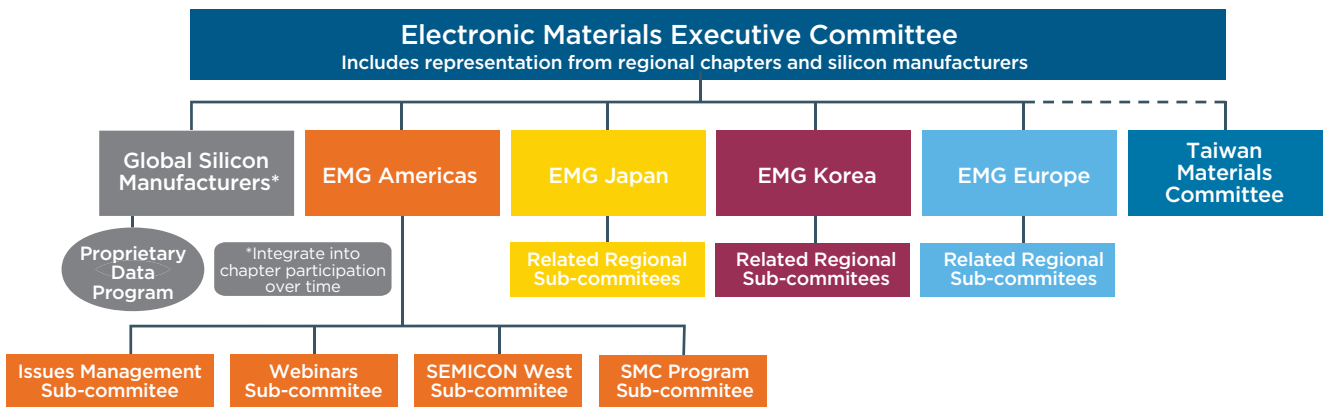 Electronic Materials Executive Committee
Includes representation from regional chapters and silicon manufacturers
Global Silicon
Manufacturers*
EMG Americas
EMG Japan
EMG Korea
EMG Europe
Taiwan
Materials
Committee
Proprietary
Data
Program
*Integrate into
chapter participation
over time
Related Regional
Sub-commitees
Related Regional
Sub-commitees
Related Regional
Sub-commitees
Issues Management
Sub-commitee
Webinars
Sub-commitee
SEMICON West
Sub-commitee
SMC Program
Sub-commitee